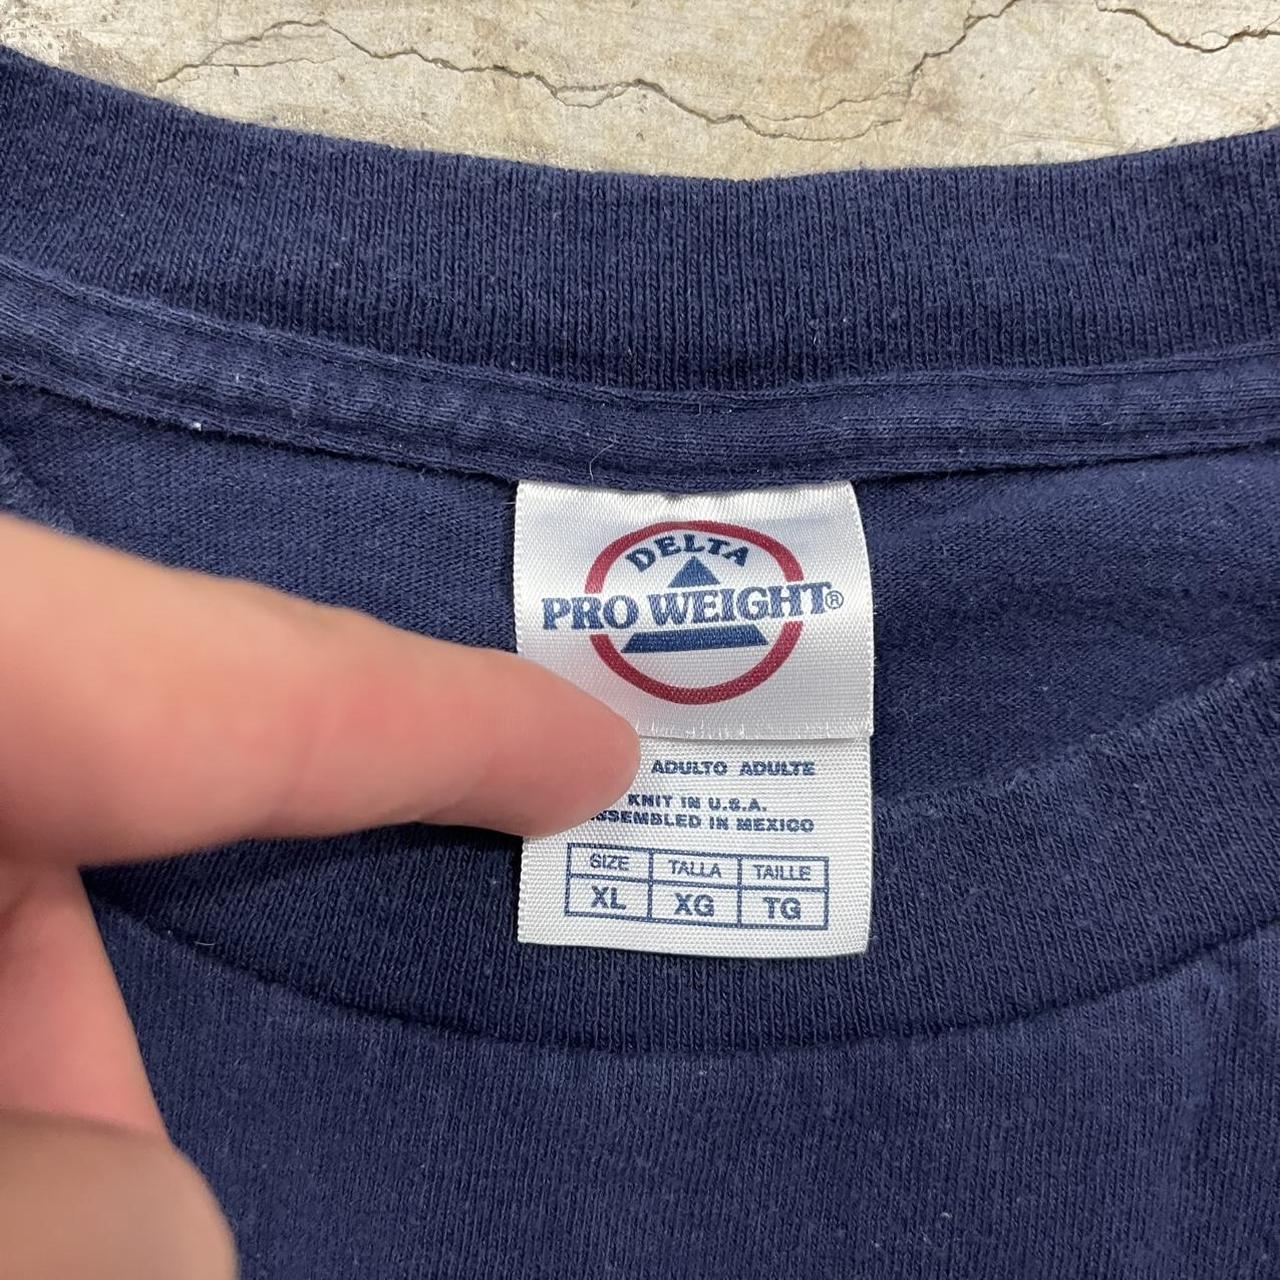 DELTA
PRO WEIGHT®
ADULTO ADULTE
KNIT IN U.S.A.
ASSEMBLED IN MEXICO
SIZE TALLA TAILLE
XL XG TG